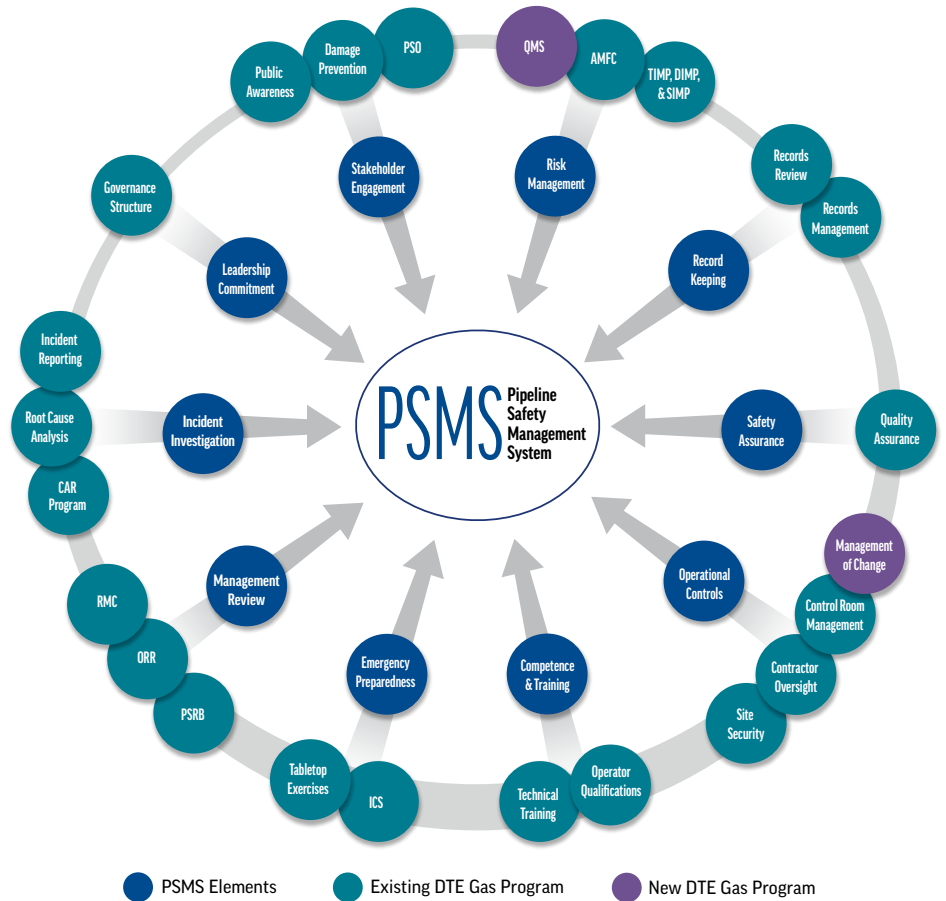 PSO
QMS
Damage
Prevention
AMFC
Public
Awareness
TIMP, DIMP,
& SIMP
Stakeholder
Engagement
Risk
Management
Records
Review
Governance
Structure
Records
Management
Leadership
Commitment
Record
Keeping
Incident
Reporting
Root Cause
Analysis
CAR
Program
Incident
Investigation
PSMS
Pipeline
Safety
Management
System
Safety
Assurance
Quality
Assurance
Management
of Change
Management
Review
Operational
Controls
Control Room
Management
RMC
ORR
PSRB
Emergency
Preparedness
Competence
& Training
Contractor
Oversight
Site
Security
Tabletop
Exercises
ICS
Technical
Training
Operator
Qualifications
PSMS Elements
Existing DTE Gas Program
New DTE Gas Program